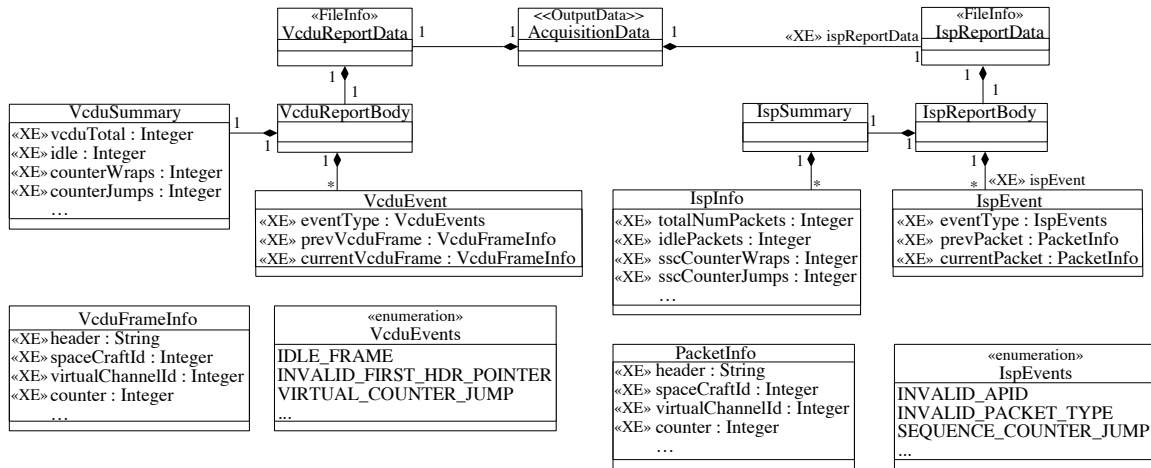 «FileInfo»
VcduReportData
1
1
<<OutputData>>
AcquisitionData
1
«XE» ispReportData
1
«FileInfo»
IspReportData
1
1
1
1
VcduSummary
«XE» vcduTotal : Integer
«XE» idle : Integer
«XE» counterWraps : Integer
«XE» counterJumps : Integer
…
1
1
VcduReportBody
1
*
IspSummary
1
1
1
*
IspReportBody
1
«XE» ispEvent
*
VcduEvent
«XE» eventType : VcduEvents
«XE» prevVcduFrame : VcduFrameInfo
«XE» currentVcduFrame : VcduFrameInfo
IspInfo
«XE» totalNumPackets : Integer
«XE» idlePackets : Integer
«XE» sscCounterWraps : Integer
«XE» sscCounterJumps : Integer
…
IspEvent
«XE» eventType : IspEvents
«XE» prevPacket : PacketInfo
«XE» currentPacket : PacketInfo
VcduFrameInfo
«XE» header : String
«XE» spaceCraftId : Integer
«XE» virtualChannelId : Integer
«XE» counter : Integer
…
«enumeration»
VcduEvents
IDLE_FRAME
INVALID_FIRST_HDR_POINTER
VIRTUAL_COUNTER_JUMP
...
PacketInfo
«XE» header : String
«XE» spaceCraftId : Integer
«XE» virtualChannelId : Integer
«XE» counter : Integer
…
«enumeration»
IspEvents
INVALID_APID
INVALID_PACKET_TYPE
SEQUENCE_COUNTER_JUMP
...